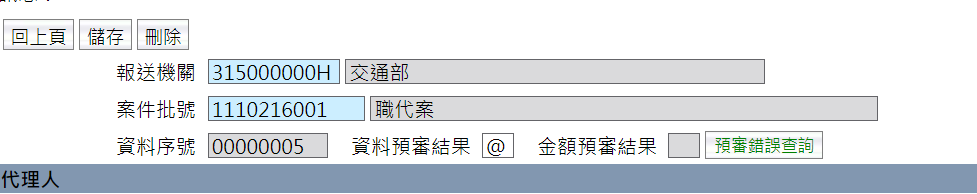 回上頁 儲存 刪除
報送機關 315000000H 交通部
案件批號 1110216001 職代案
資料序號 00000005 資料預審結果 @ 金額預審結果 預審錯誤查詢
代理人